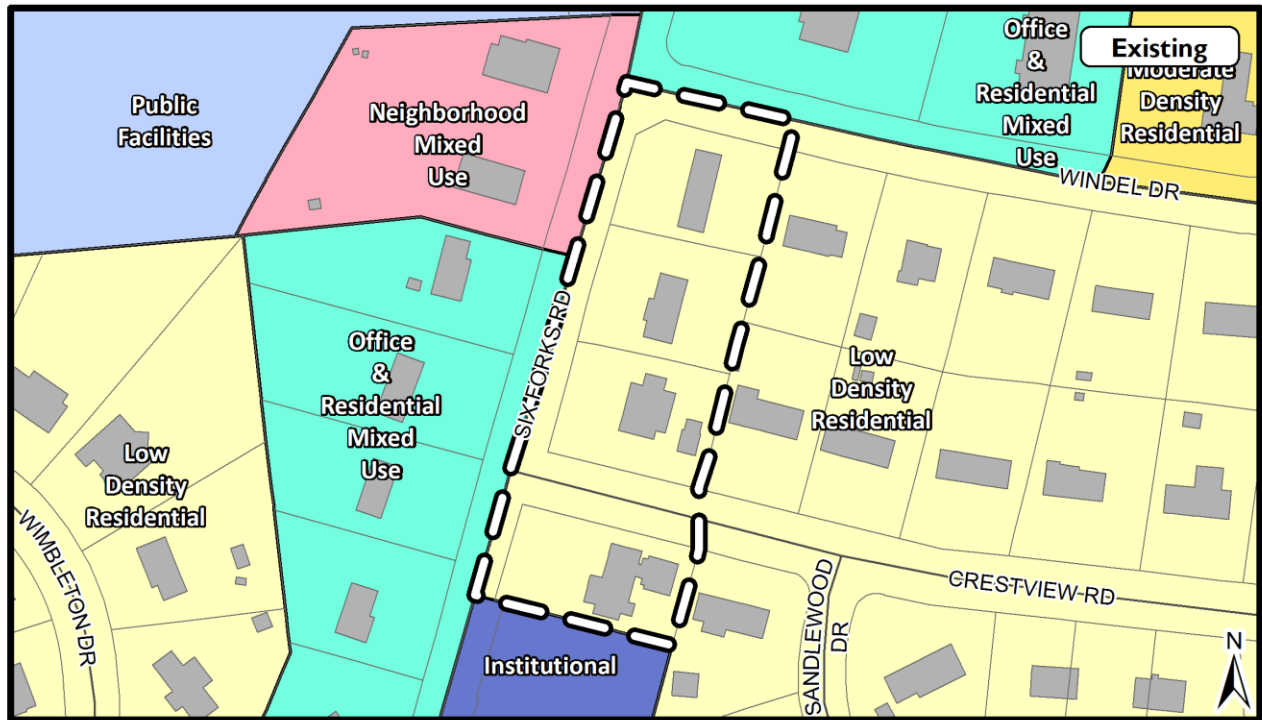 Existing
Public
Facilities
Neighborhood
Mixed
Use
Office
&
Residential
Mixed
Use
Moderate
Density
Residential
WINDEL DR
SIX FORKS RD
Office
&
Residential
Mixed
Use
Low
Density
Residential
Low
Density
Residential
WIMBLETON DR
CRESTVIEW RD
SANDLEWOOD
DR
Institutional
N